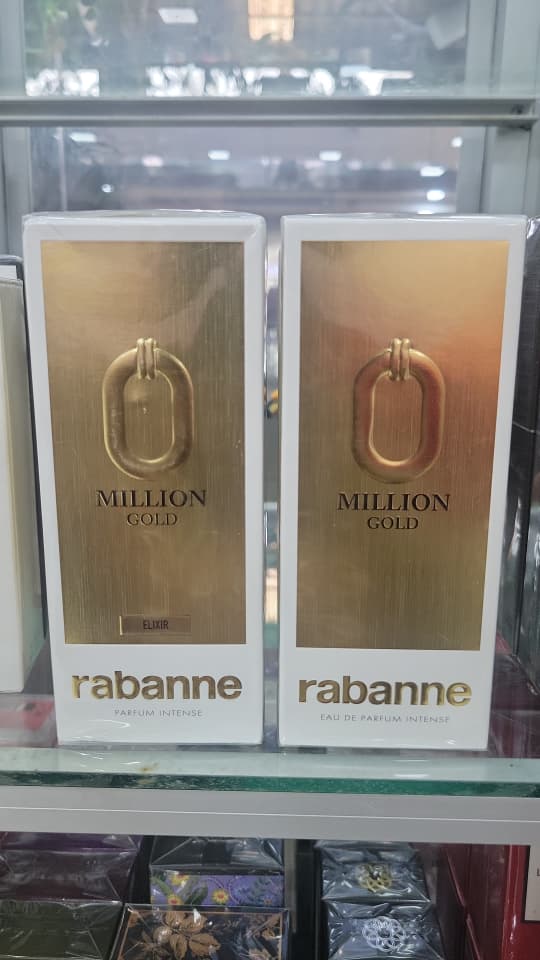 MILLION
GOLD
ELIXIR
rabanne
PARFUM INTENSE
MILLION
GOLD
rabanne
EAU DE PARFUM INTENSE